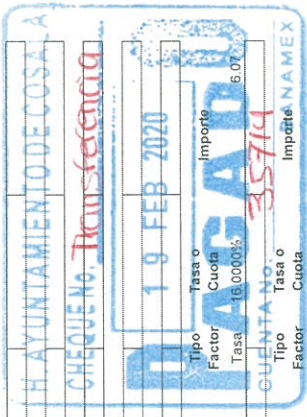 H. AYUNTAMIENTO DE COSALA
CHEQUE No. Transferencia
19 FEB 2020
PAGADO
Tipo Factor Tasa o Cuota Importe
Tasa 16.0000% 6.07
CUENTA No. 35714 BANAMEX
Tipo Factor Tasa o Cuota Importe